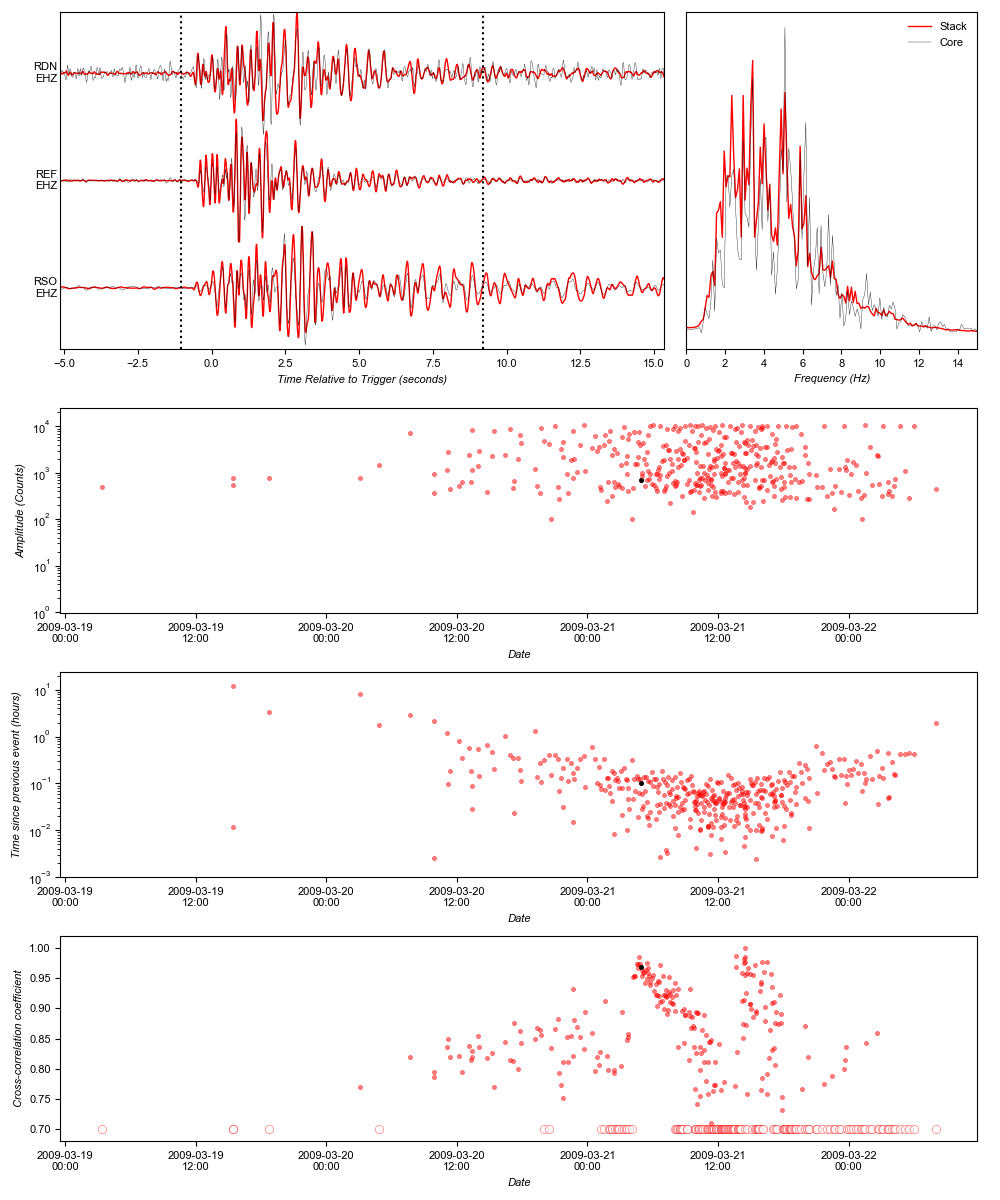 RDN
EHZ
REF
EHZ
RSO
EHZ
−5.0 −2.5 0.0 2.5 5.0 7.5 10.0 12.5 15.0
Time Relative to Trigger (seconds)
Stack
Core
0 2 4 6 8 10 12 14
Frequency (Hz)
Amplitude (Counts)
10⁴
10³
10²
10¹
10⁰
2009-03-19 2009-03-19 2009-03-20 2009-03-20 2009-03-21 2009-03-21 2009-03-22
00:00 12:00 00:00 12:00 00:00 12:00 00:00
Date
Time since previous event (hours)
10¹
10⁰
10⁻¹
10⁻²
10⁻³
2009-03-19 2009-03-19 2009-03-20 2009-03-20 2009-03-21 2009-03-21 2009-03-22
00:00 12:00 00:00 12:00 00:00 12:00 00:00
Date
Cross-correlation coefficient
1.00
0.95
0.90
0.85
0.80
0.75
0.70
2009-03-19 2009-03-19 2009-03-20 2009-03-20 2009-03-21 2009-03-21 2009-03-22
00:00 12:00 00:00 12:00 00:00 12:00 00:00
Date